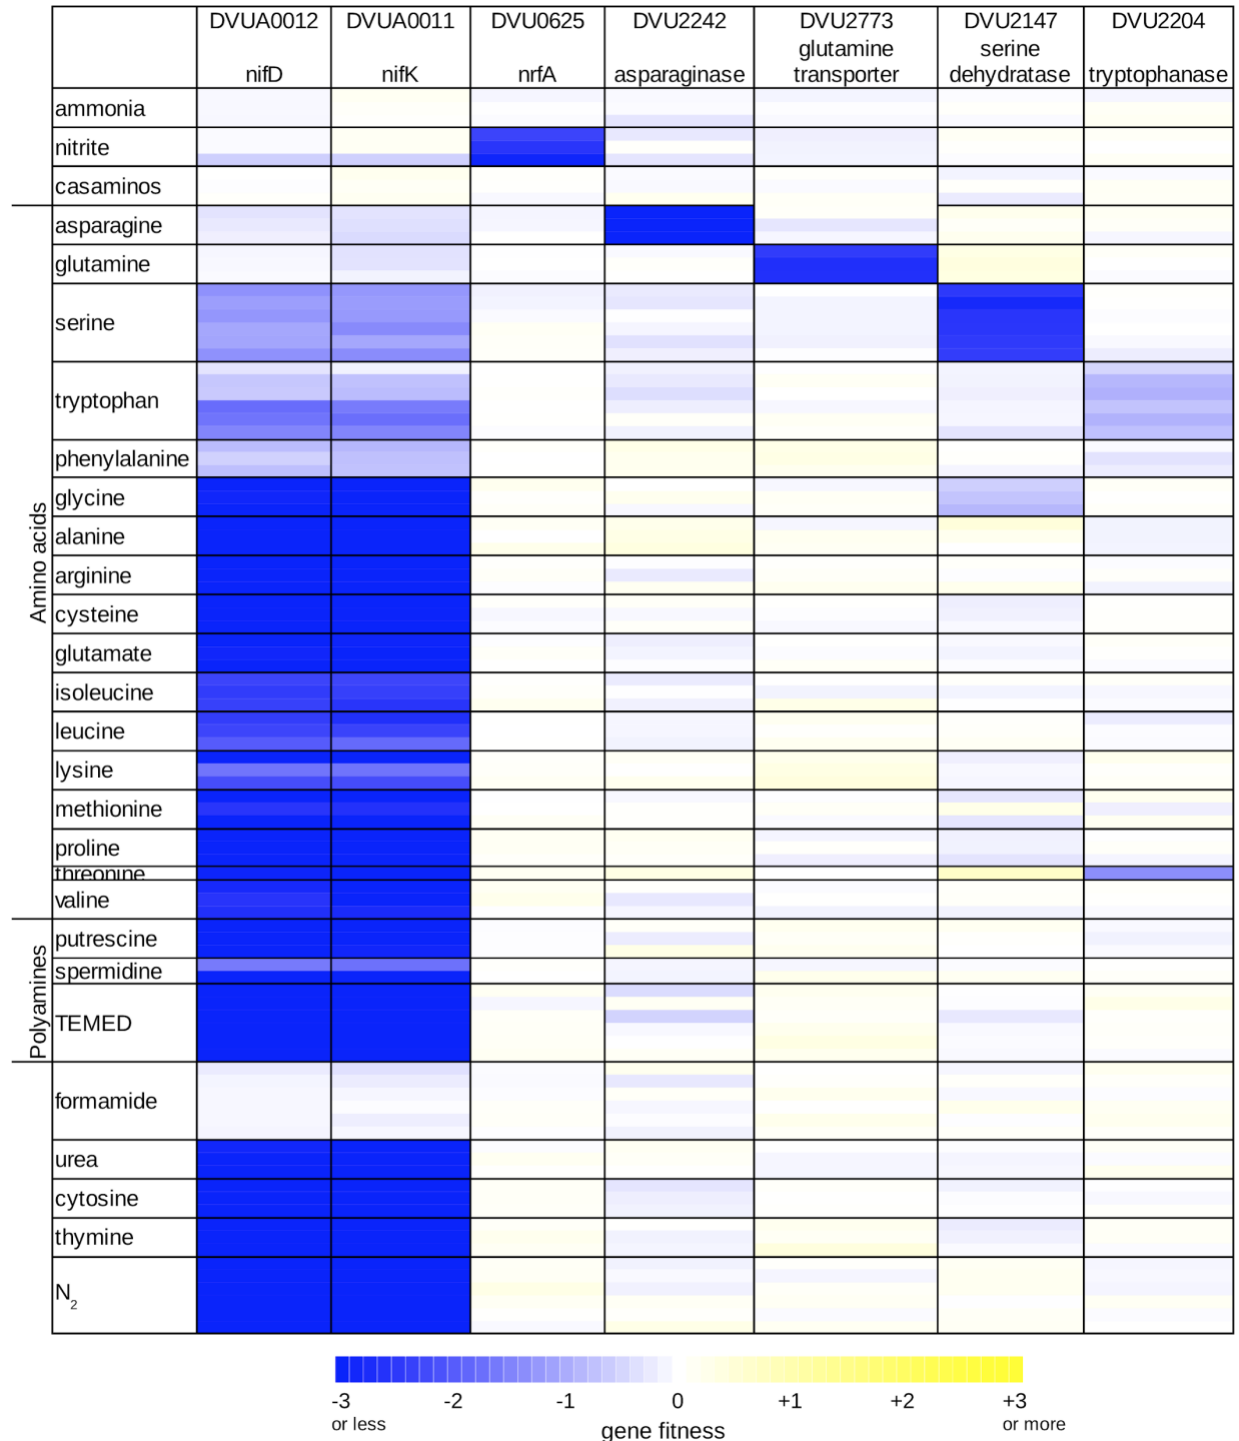 DVUA0012 DVUA0011 DVU0625 DVU2242 DVU2773 DVU2147 DVU2204
glutamine serine
nifD nifK nrfA asparaginase transporter dehydratase tryptophanase
ammonia
nitrite
casaminos
Amino acids
asparagine
glutamine
serine
tryptophan
phenylalanine
glycine
alanine
arginine
cysteine
glutamate
isoleucine
leucine
lysine
methionine
proline
threonine
valine
Polyamines
putrescine
spermidine
TEMED
formamide
urea
cytosine
thymine
N2
-3 -2 -1 0 +1 +2 +3
or less or more
gene fitness